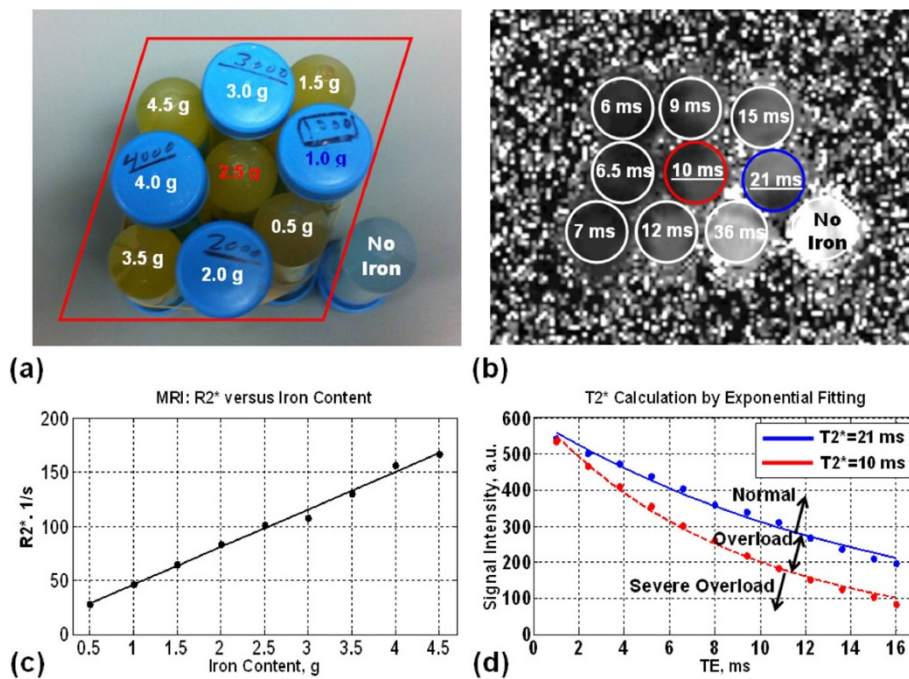 3000
3.0 g
1.5 g
4.5 g
1000
1.0 g
4000
4.0 g
2.5 g
0.5 g
3.5 g
2000
2.0 g
No
Iron
(a)
6 ms
9 ms
15 ms
6.5 ms
10 ms
21 ms
7 ms
12 ms
36 ms
No
Iron
(b)
MRI: R2* versus Iron Content
200
150
100
50
0
R2*. 1/s
0.5 1 1.5 2 2.5 3 3.5 4 4.5
Iron Content, g
(c)
T2* Calculation by Exponential Fitting
600
500
400
300
200
100
0
Signal Intensity, a.u.
T2*=21 ms
T2*=10 ms
Normal
Overload
Severe Overload
0 2 4 6 8 10 12 14 16
TE, ms
(d)